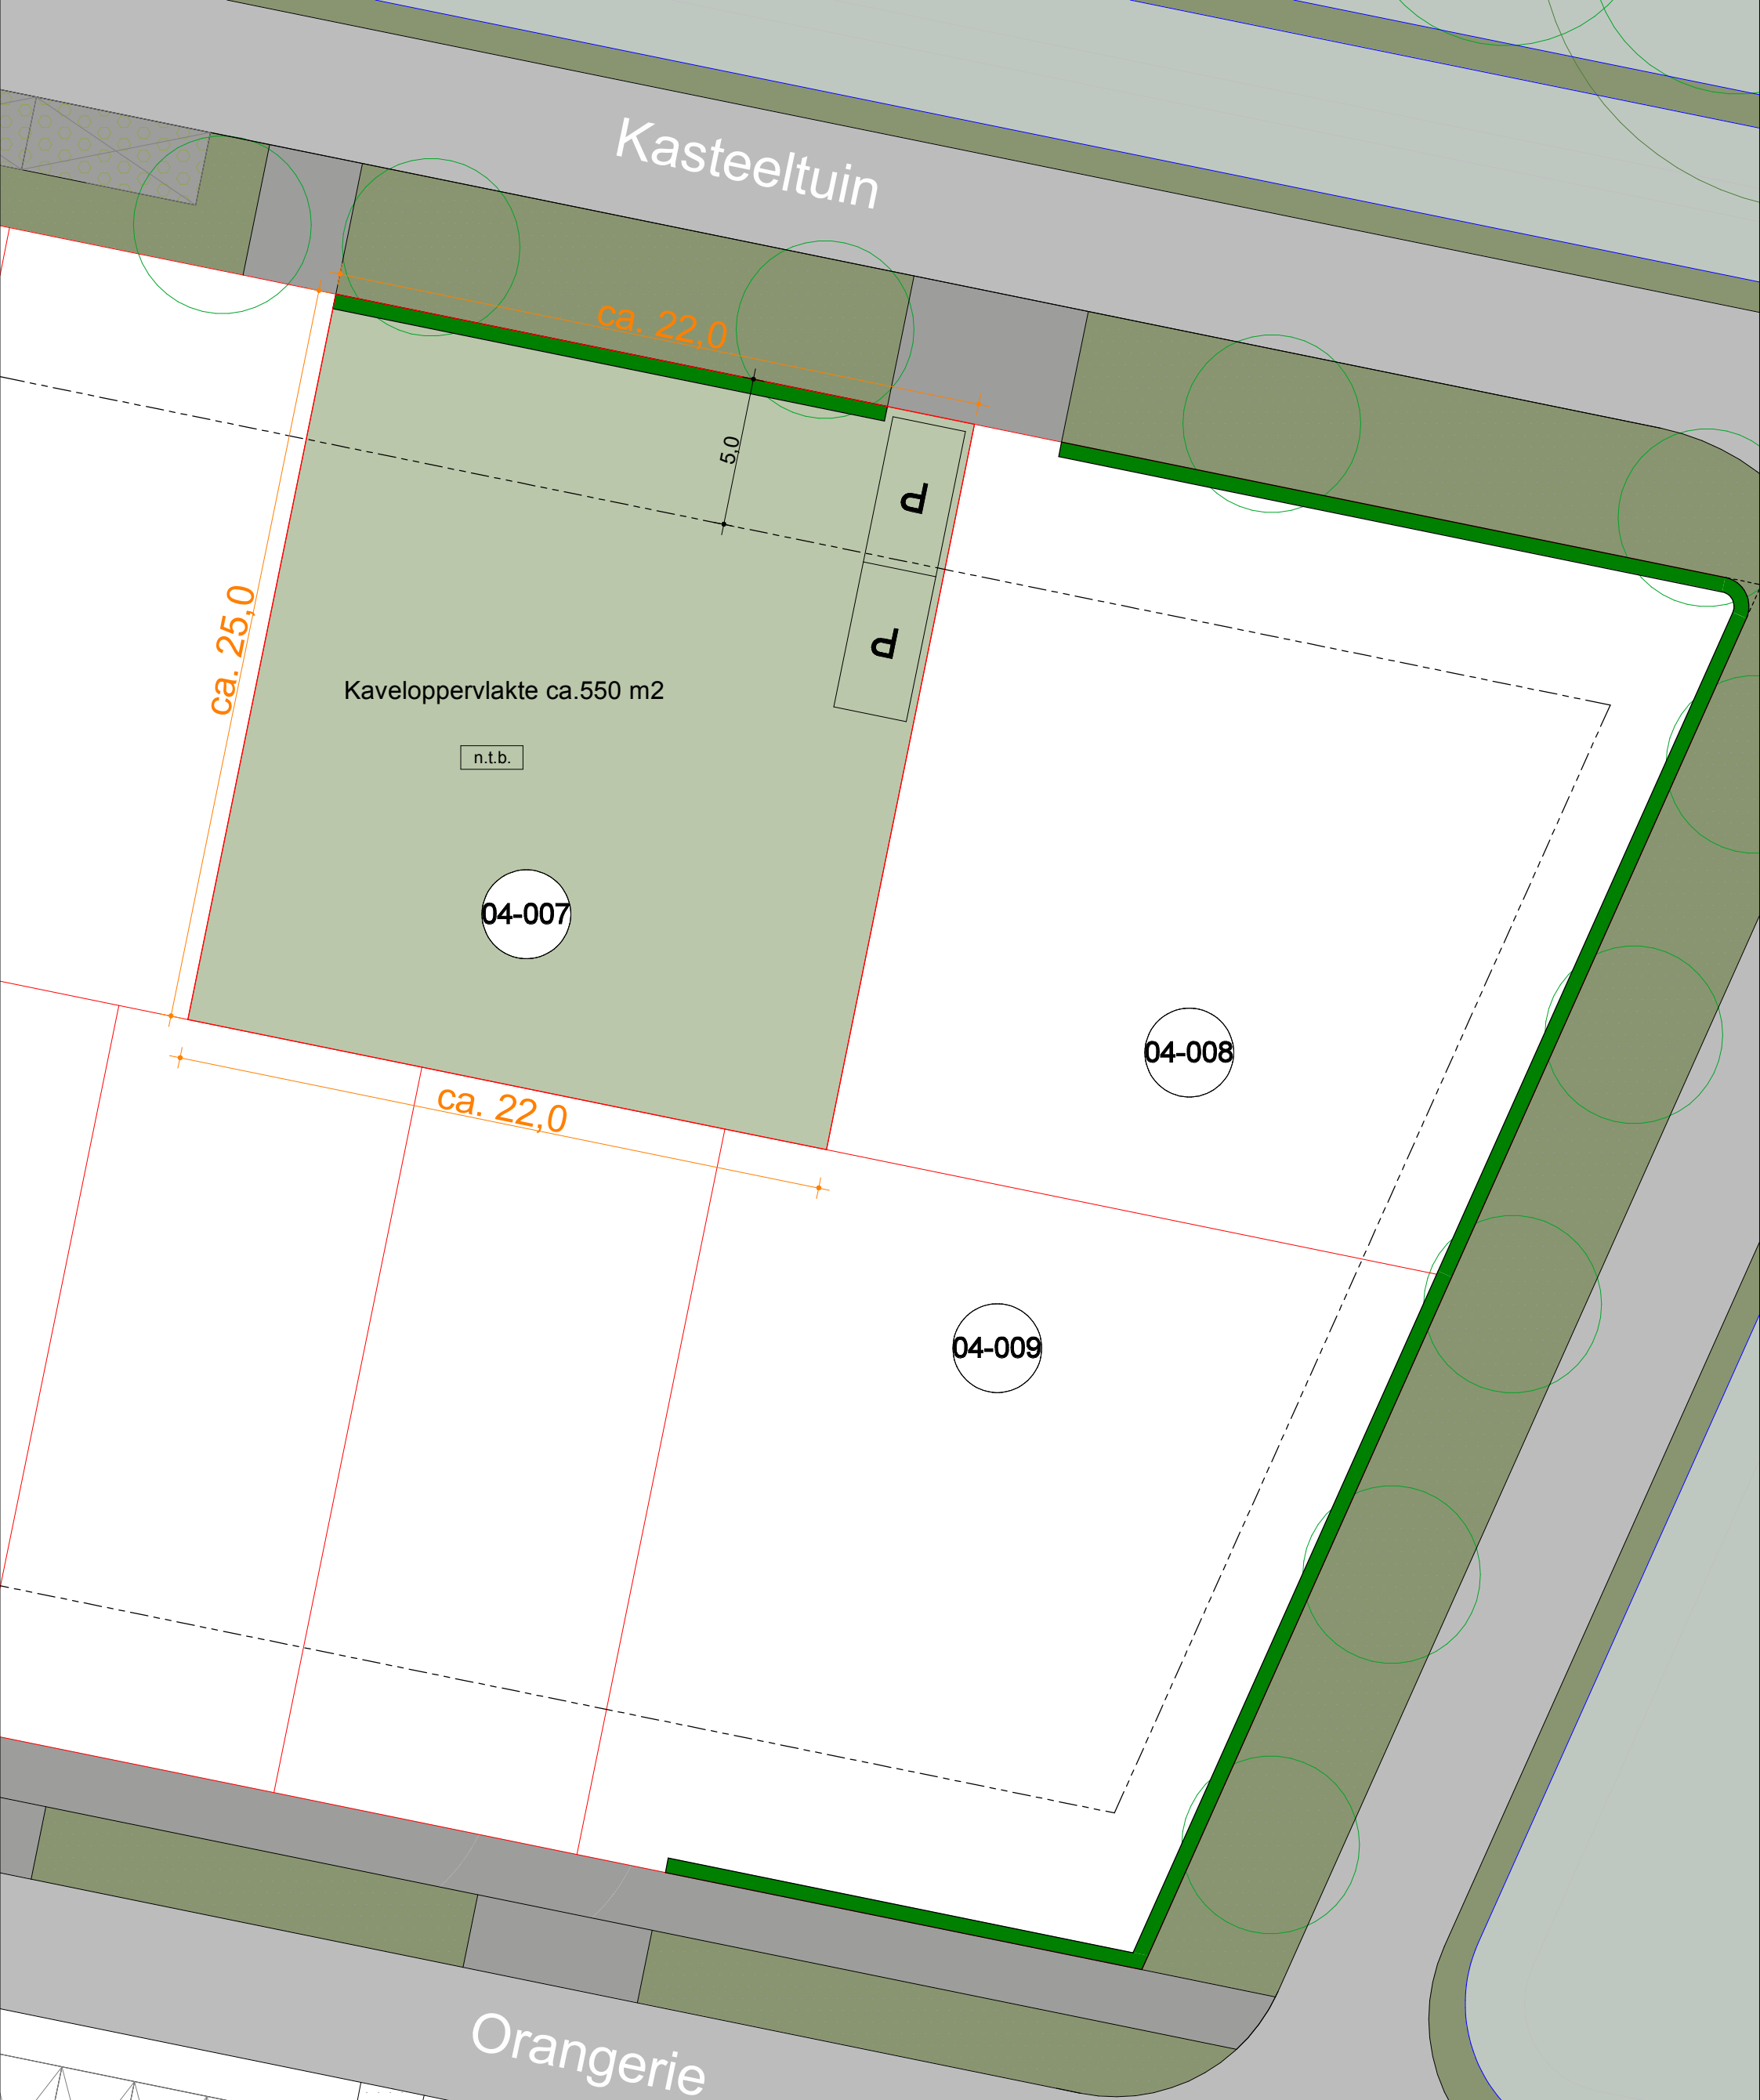 Kasteeltuin
ca. 22,0
5,0
P
P
ca. 25,0
Kaveloppervlakte ca.550 m2
n.t.b.
04-007
04-008
ca. 22,0
04-009
Orangerie